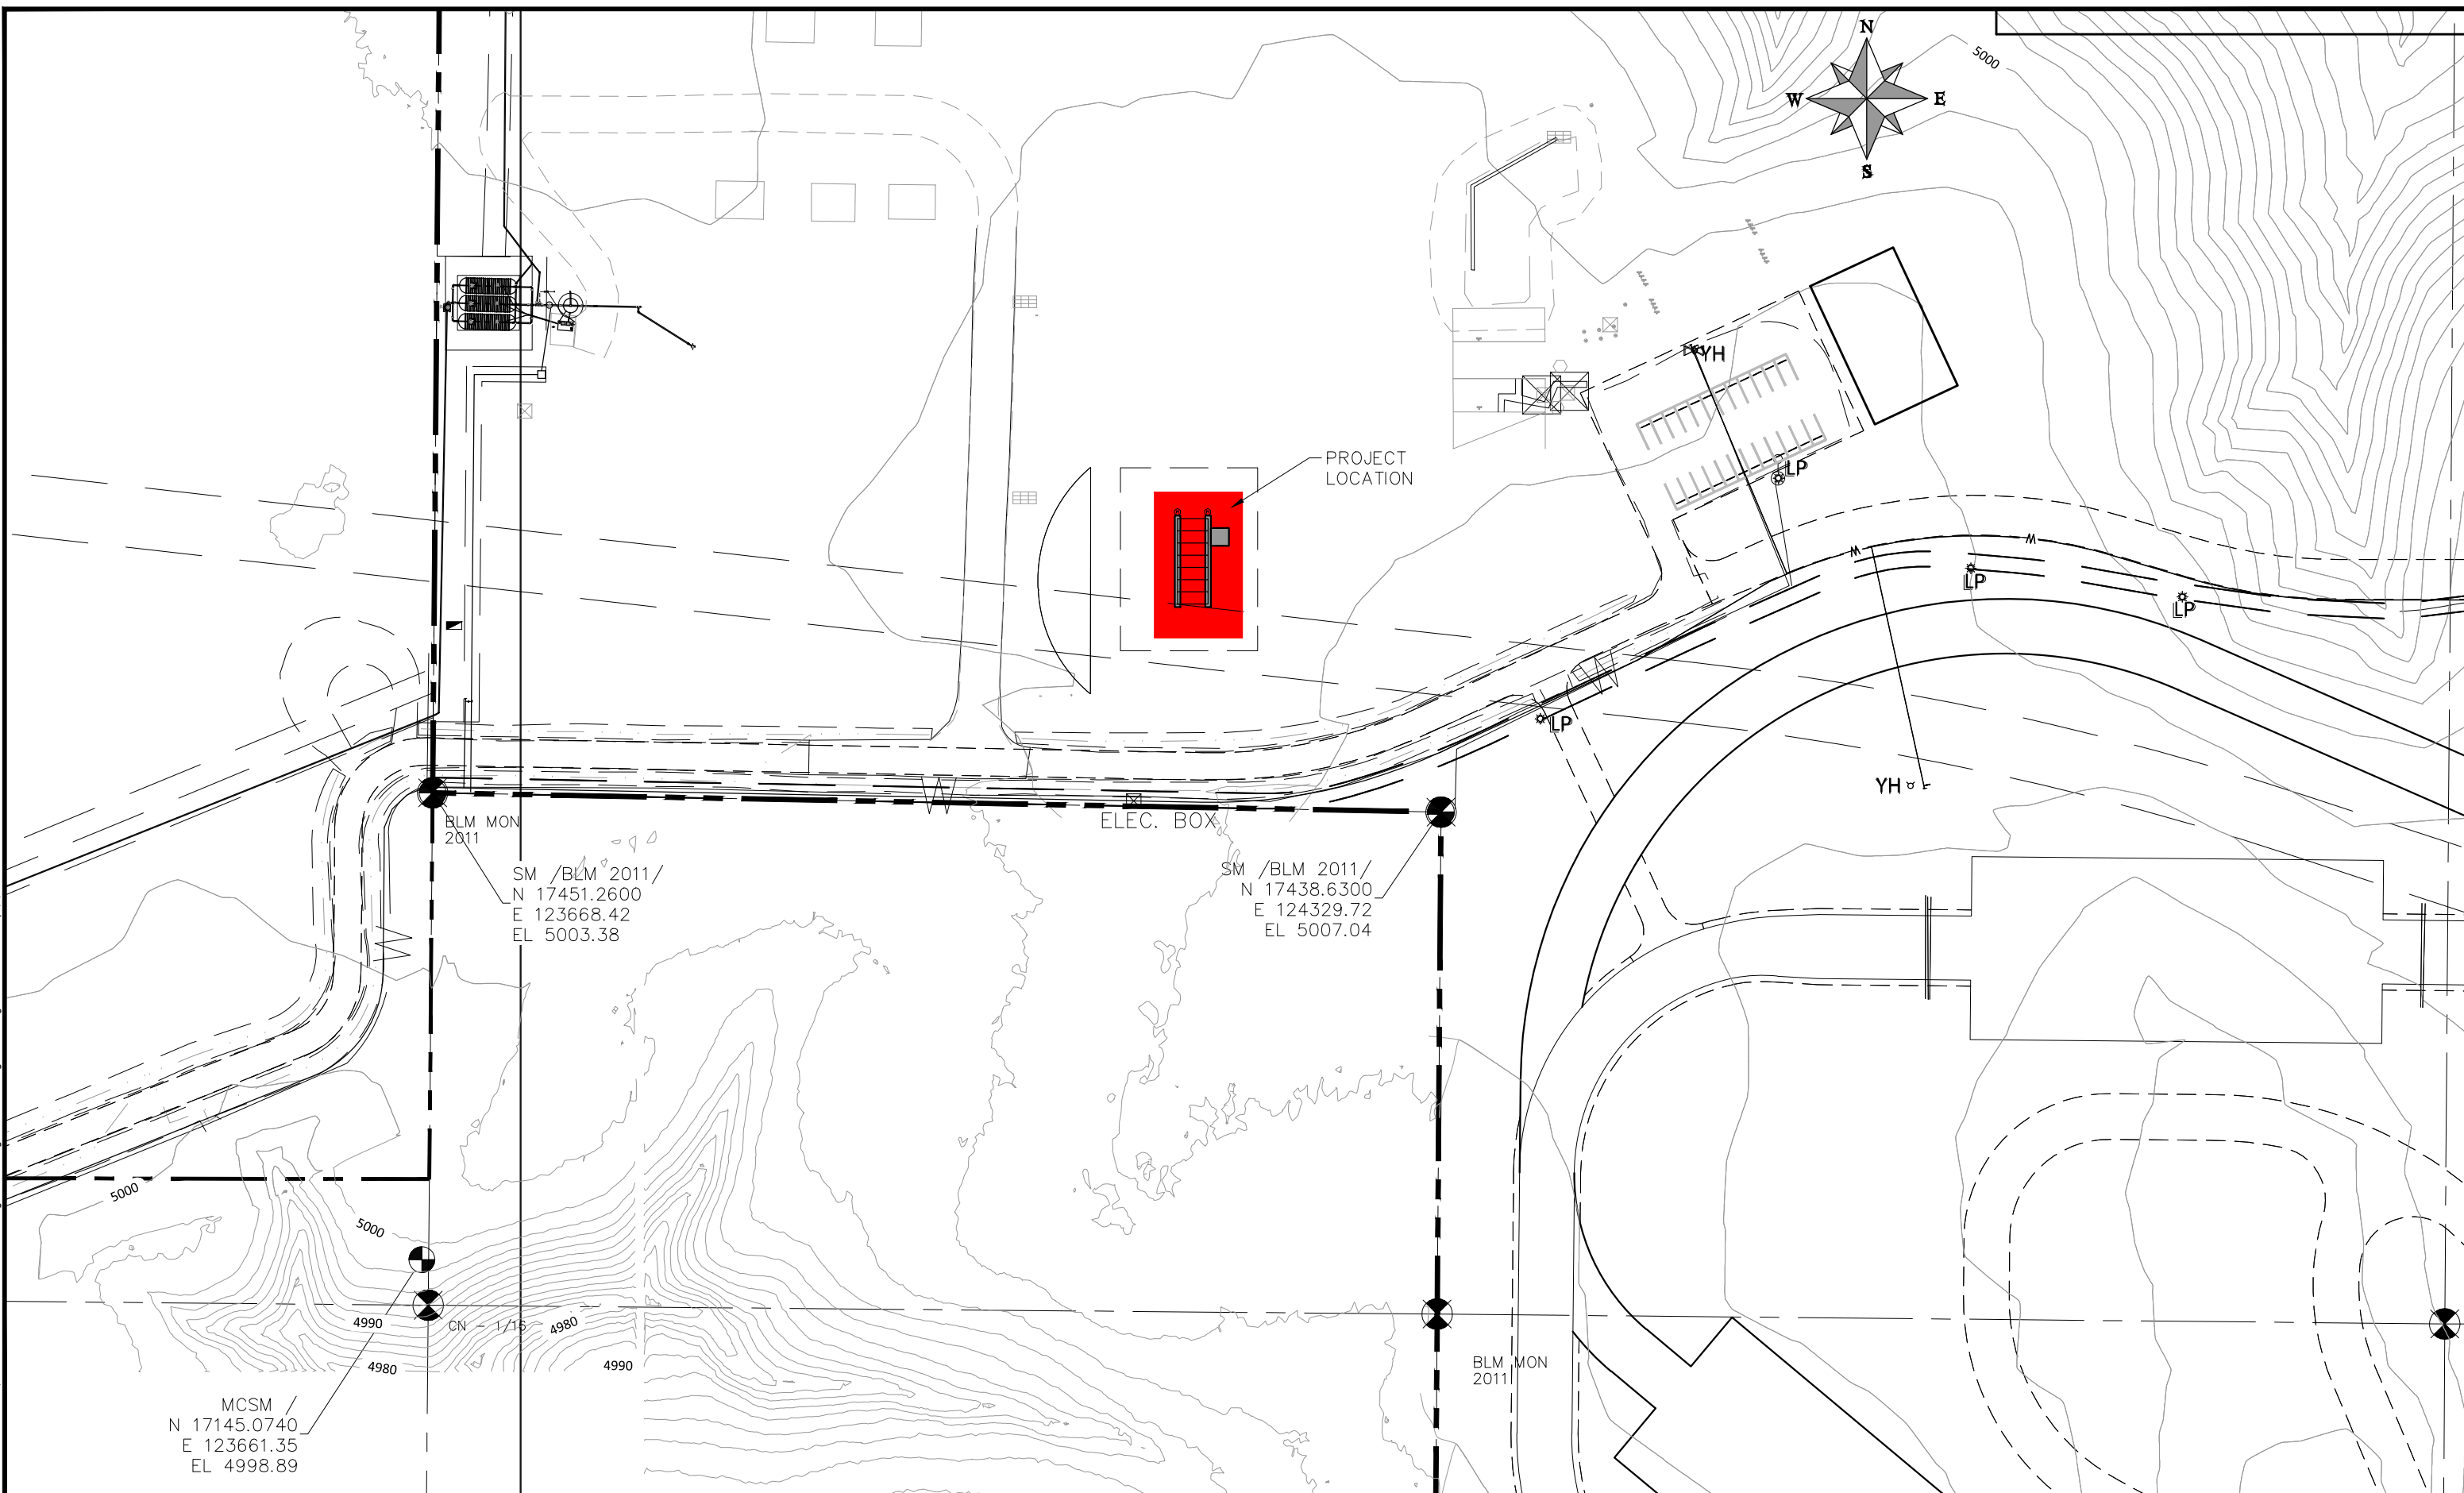 N
W
E
S
5000
YH
LP
PROJECT
LOCATION
LP
LP
LP
YH
BLM MON
2011
ELEC. BOX
SM /BLM 2011/
N 17451.2600
E 123668.42
EL 5003.38
SM /BLM 2011/
N 17438.6300
E 124329.72
EL 5007.04
5000
5000
4990
CN - 1/16
4980
4980
4990
BLM MON
2011
MCSM /
N 17145.0740
E 123661.35
EL 4998.89